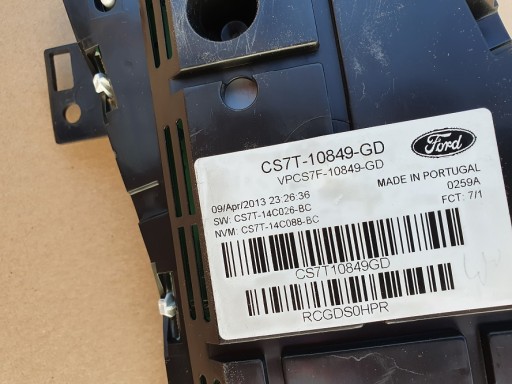 CS7T-10849-GD
VPCS7F-10849-GD
Ford
09/Apr/2013 23:26:36
MADE IN PORTUGAL
SW: CS7T-14C026-BC
0259A
NVM: CS7T-14C088-BC
FCT: 7/1
CS7T10849GD
RCGDS0HPR